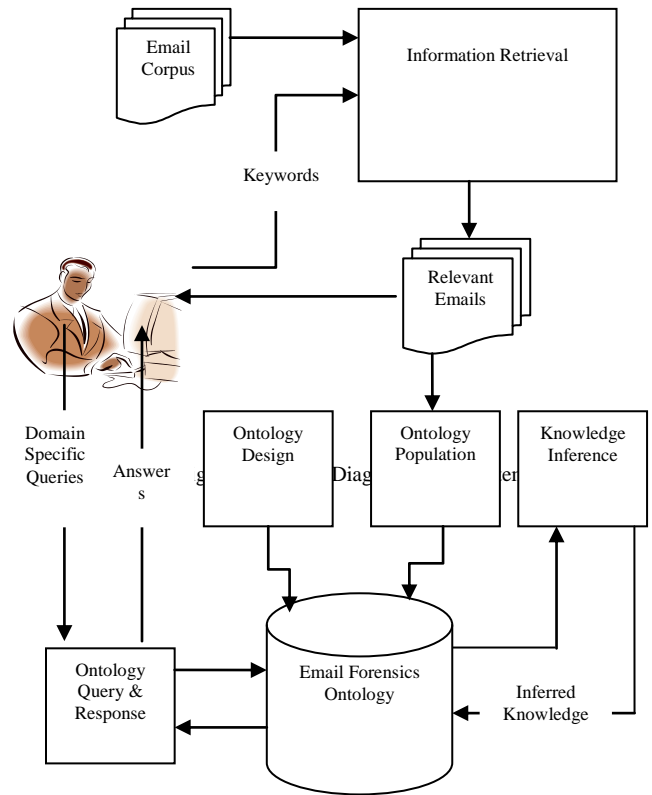 Email
Corpus
Information Retrieval
Keywords
Relevant
Emails
Domain
Specific
Queries
Answer
s
Ontology
Design
Ontology
Population
Knowledge
Inference
Diag
Ontology
Query &
Response
Email Forensics
Ontology
Inferred
Knowledge